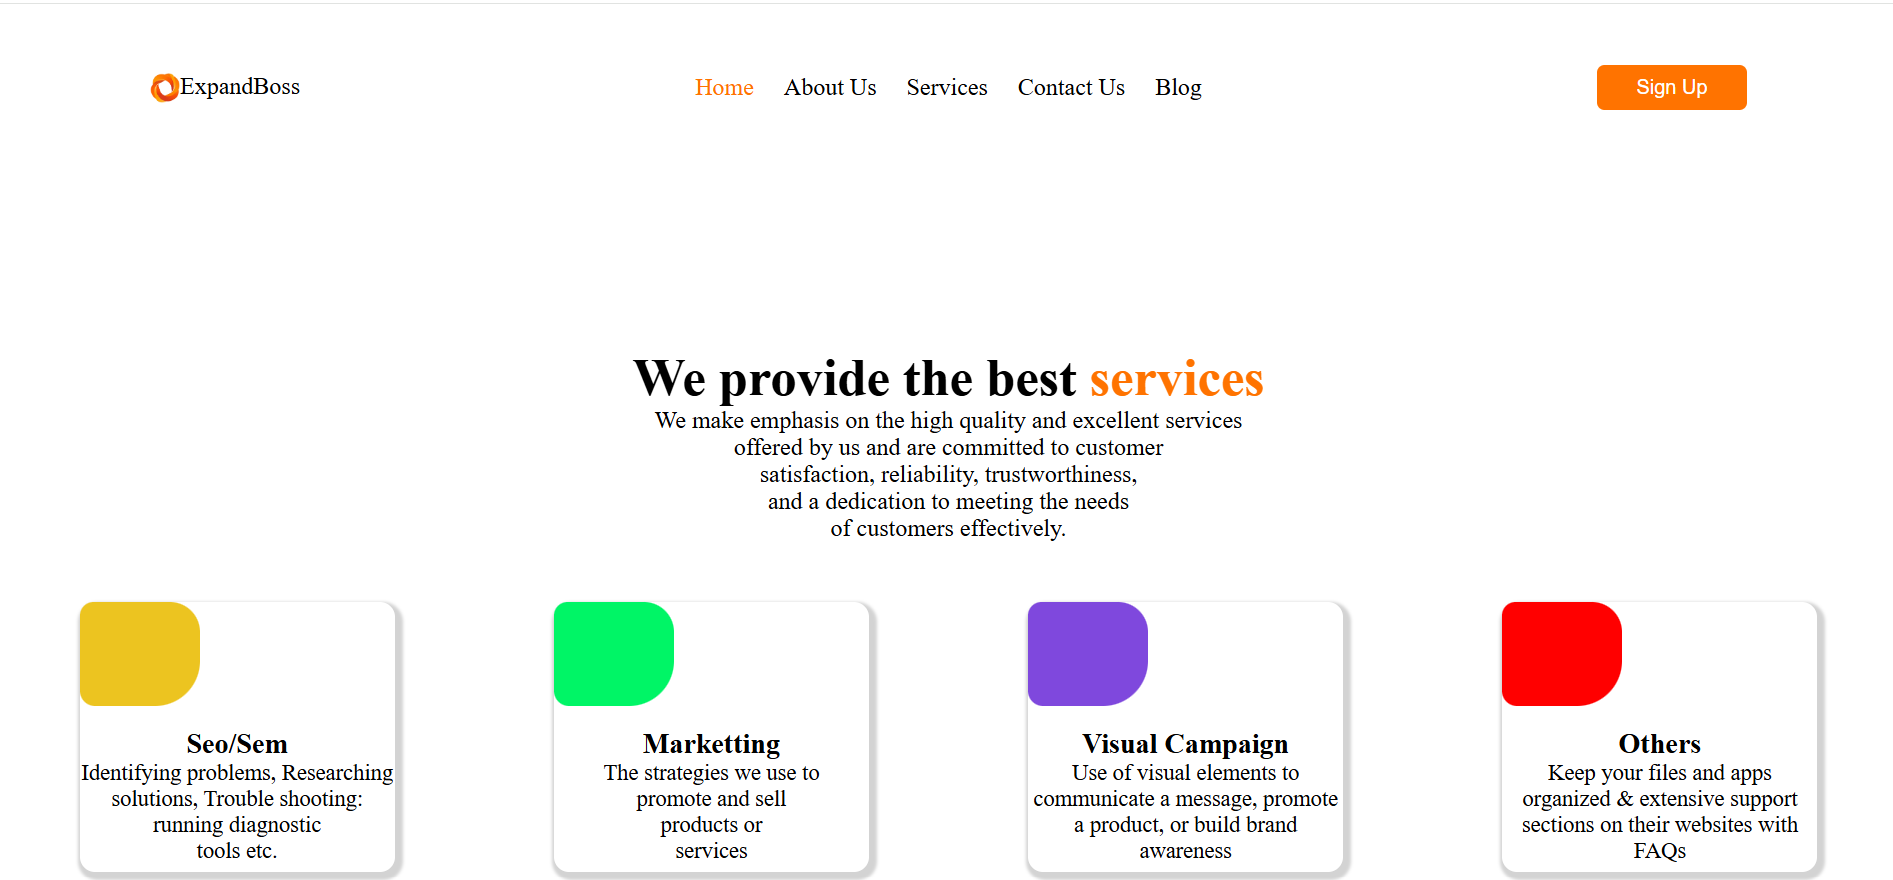 ExpandBoss
Home About Us Services Contact Us Blog
Sign Up
We provide the best services
We make emphasis on the high quality and excellent services
offered by us and are committed to customer
satisfaction, reliability, trustworthiness,
and a dedication to meeting the needs
of customers effectively.
Seo/Sem
Identifying problems, Researching
solutions, Trouble shooting:
running diagnostic
tools etc.
Marketting
The strategies we use to
promote and sell
products or
services
Visual Campaign
Use of visual elements to
communicate a message, promote
a product, or build brand
awareness
Others
Keep your files and apps
organized & extensive support
sections on their websites with
FAQs